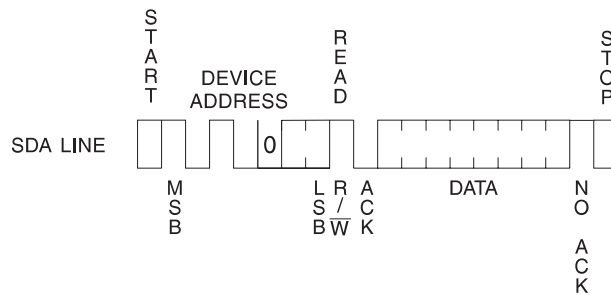 START
READ
STOP
DEVICE
ADDRESS
SDA LINE
0
MSB
LSB
R/W
ACK
DATA
NO ACK